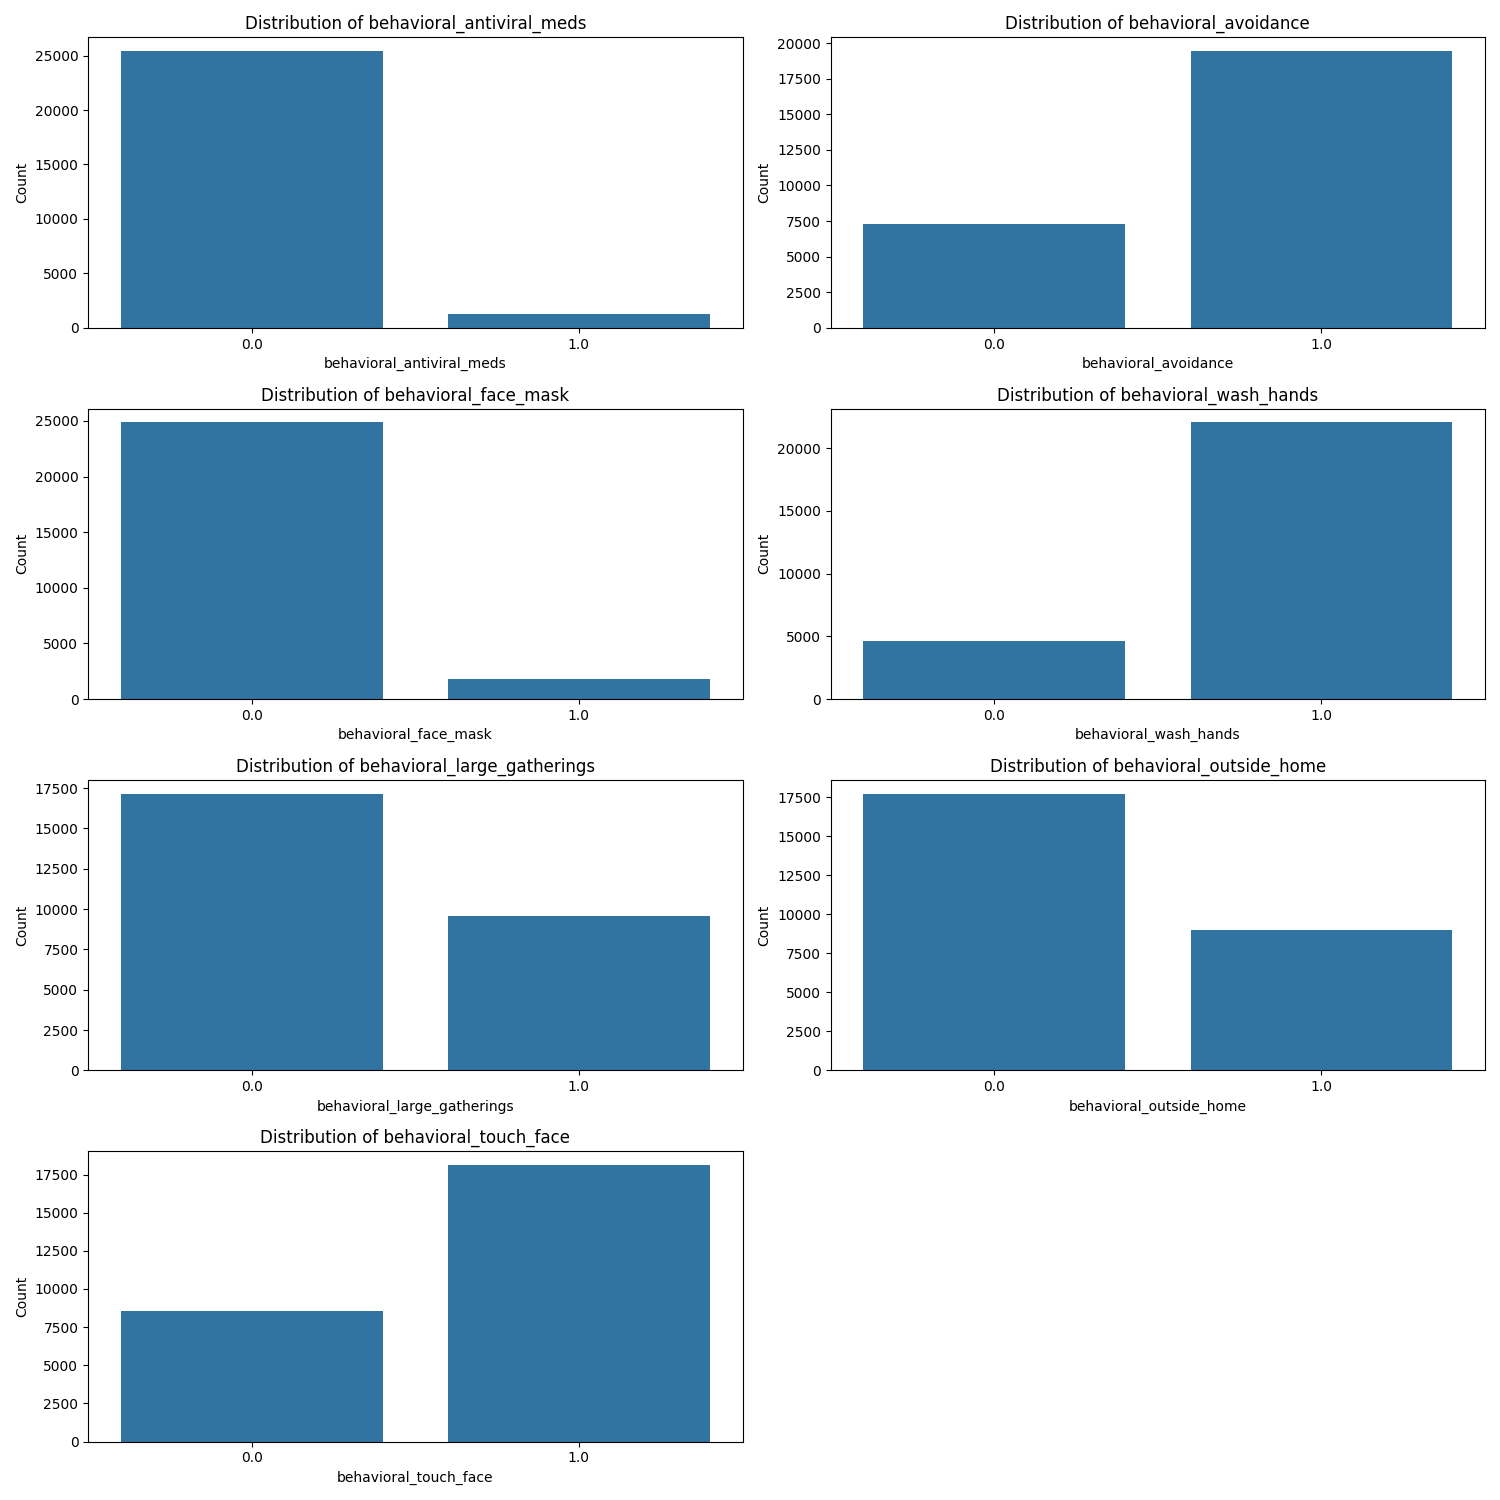 Distribution of behavioral_antiviral_meds
25000
20000
15000
10000
5000
0
Count
0.0 1.0
behavioral_antiviral_meds
Distribution of behavioral_avoidance
20000
17500
15000
12500
10000
7500
5000
2500
0
Count
0.0 1.0
behavioral_avoidance
Distribution of behavioral_face_mask
25000
20000
15000
10000
5000
0
Count
0.0 1.0
behavioral_face_mask
Distribution of behavioral_wash_hands
20000
15000
10000
5000
0
Count
0.0 1.0
behavioral_wash_hands
Distribution of behavioral_large_gatherings
17500
15000
12500
10000
7500
5000
2500
0
Count
0.0 1.0
behavioral_large_gatherings
Distribution of behavioral_outside_home
17500
15000
12500
10000
7500
5000
2500
0
Count
0.0 1.0
behavioral_outside_home
Distribution of behavioral_touch_face
17500
15000
12500
10000
7500
5000
2500
0
Count
0.0 1.0
behavioral_touch_face